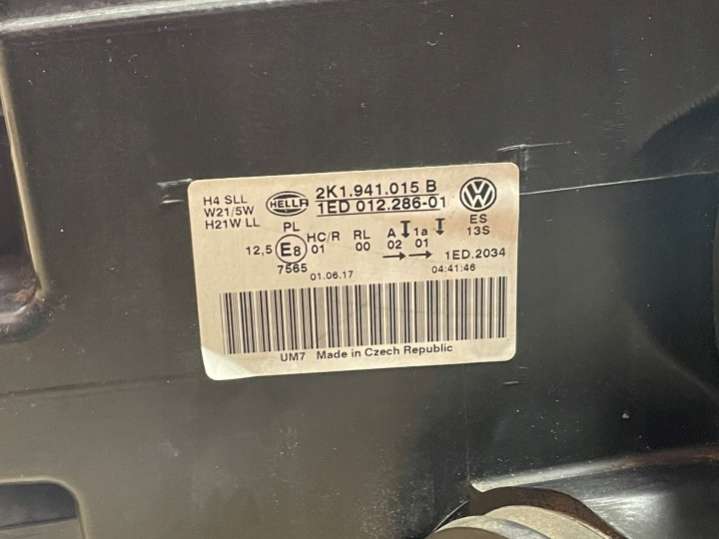 H4 SLL
W21/5W
H21W LL
HELLA
2K1.941.015 B
1ED 012.286-01
VW
ES
13S
PL
HC/R RL A 1a
12,5 E8 01 00 02 01
7565
1ED.2034
01.06.17
04:41:46
UM7 Made in Czech Republic